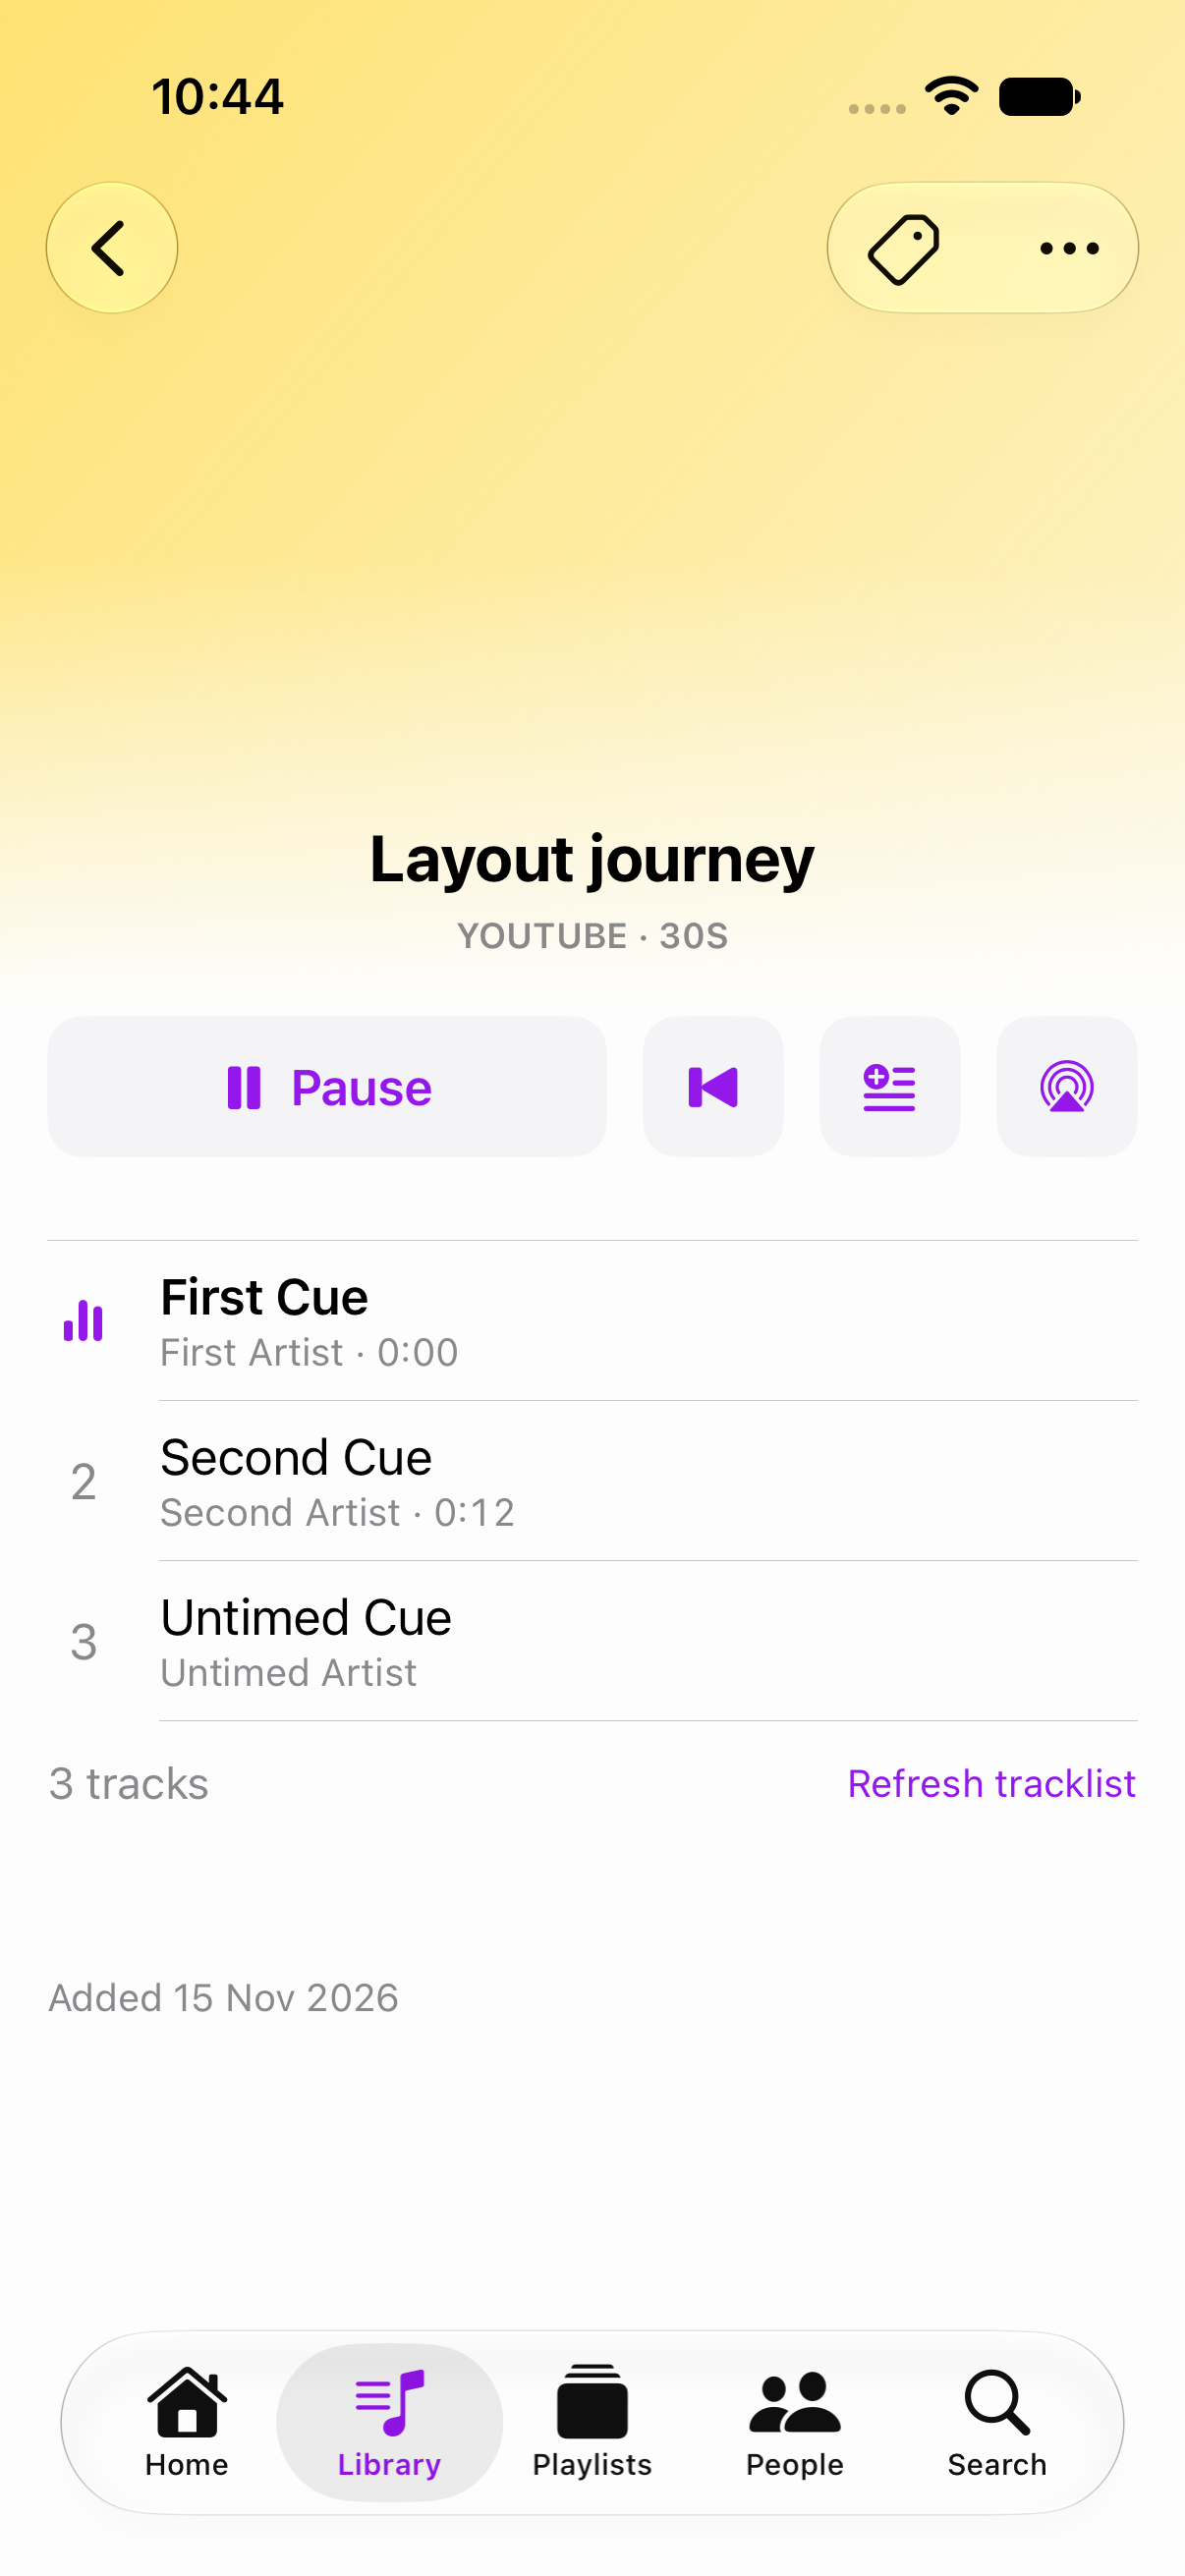 10:44
Layout journey
YOUTUBE · 30S
Pause
First Cue
First Artist · 0:00
2
Second Cue
Second Artist · 0:12
3
Untimed Cue
Untimed Artist
3 tracks
Refresh tracklist
Added 15 Nov 2026
Home
Library
Playlists
People
Search